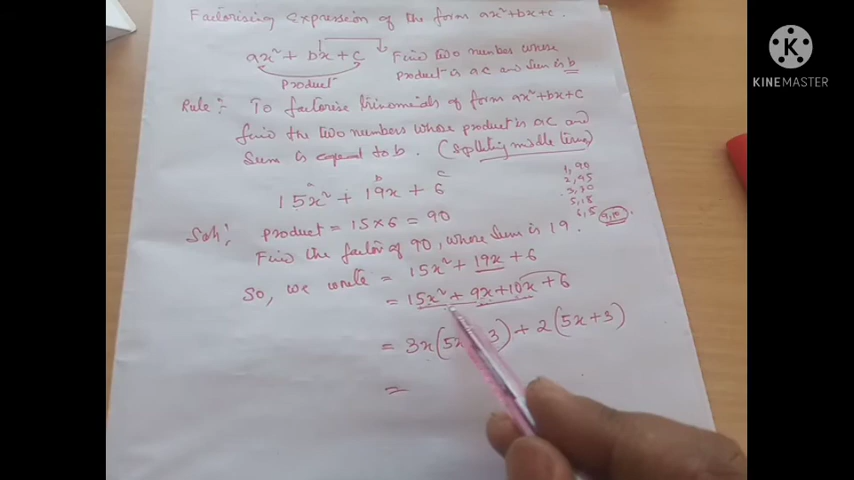 Factorising Expression of the form ax²+bx+c.
ax² + bx + c Find two number whose
product is ac and sum is b
Product
Rule:- To factorise trinomials of form ax²+bx+c
find the two numbers whose product is ac and
sum is equal to b. (splitting middle term)
a b c
15x² + 19x + 6
1, 90
2, 45
3, 30
5, 18
6, 15
9, 10
Soln: product = 15×6 = 90
Find the factor of 90, whose sum is 19.
So, we write = 15x² + 19x + 6
= 15x² + 9x + 10x + 6
= 3x(5x 3) + 2(5x+3)
=
K
KINEMASTER